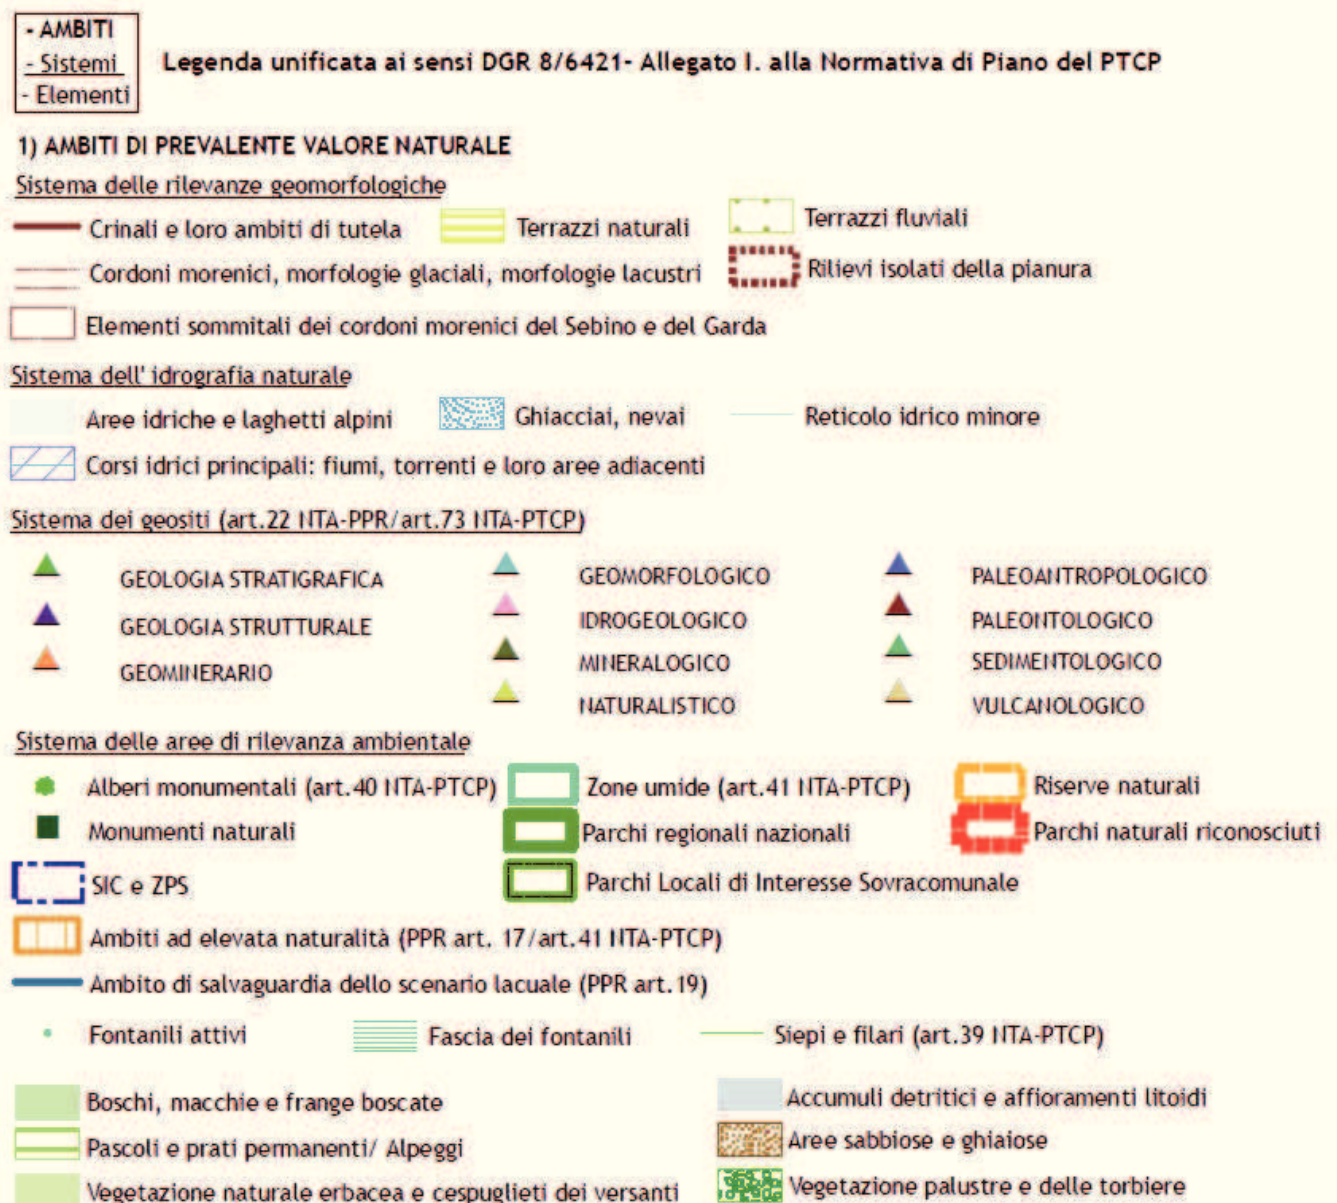 - AMBITI
- Sistemi
- Elementi
Legenda unificata ai sensi DGR 8/6421- Allegato I. alla Normativa di Piano del PTCP
1) AMBITI DI PREVALENTE VALORE NATURALE
Sistema delle rilevanze geomorfologiche
Crinali e loro ambiti di tutela
Terrazzi naturali
Terrazzi fluviali
Cordoni morenici, morfologie glaciali, morfologie lacustri
Rilievi isolati della pianura
Elementi sommitali dei cordoni morenici del Sebino e del Garda
Sistema dell' idrografia naturale
Aree idriche e laghetti alpini
Ghiacciai, nevai
Reticolo idrico minore
Corsi idrici principali: fiumi, torrenti e loro aree adiacenti
Sistema dei geositi (art.22 NTA-PPR/art.73 NTA-PTCP)
GEOLOGIA STRATIGRAFICA
GEOMORFOLOGICO
PALEOANTROPOLOGICO
GEOLOGIA STRUTTURALE
IDROGEOLOGICO
PALEONTOLOGICO
GEOMINERARIO
MINERALOGICO
SEDIMENTOLOGICO
NATURALISTICO
VULCANOLOGICO
Sistema delle aree di rilevanza ambientale
Alberi monumentali (art.40 NTA-PTCP)
Zone umide (art.41 NTA-PTCP)
Riserve naturali
Monumenti naturali
Parchi regionali nazionali
Parchi naturali riconosciuti
SIC e ZPS
Parchi Locali di Interesse Sovracomunale
Ambiti ad elevata naturalità (PPR art. 17/art.41 NTA-PTCP)
Ambito di salvaguardia dello scenario lacuale (PPR art.19)
Fontanili attivi
Fascia dei fontanili
Siepi e filari (art.39 NTA-PTCP)
Boschi, macchie e frange boscate
Accumuli detritici e affioramenti litoidi
Pascoli e prati permanenti/ Alpeggi
Aree sabbiose e ghiaiose
Vegetazione naturale erbacea e cespuglieti dei versanti
Vegetazione palustre e delle torbiere